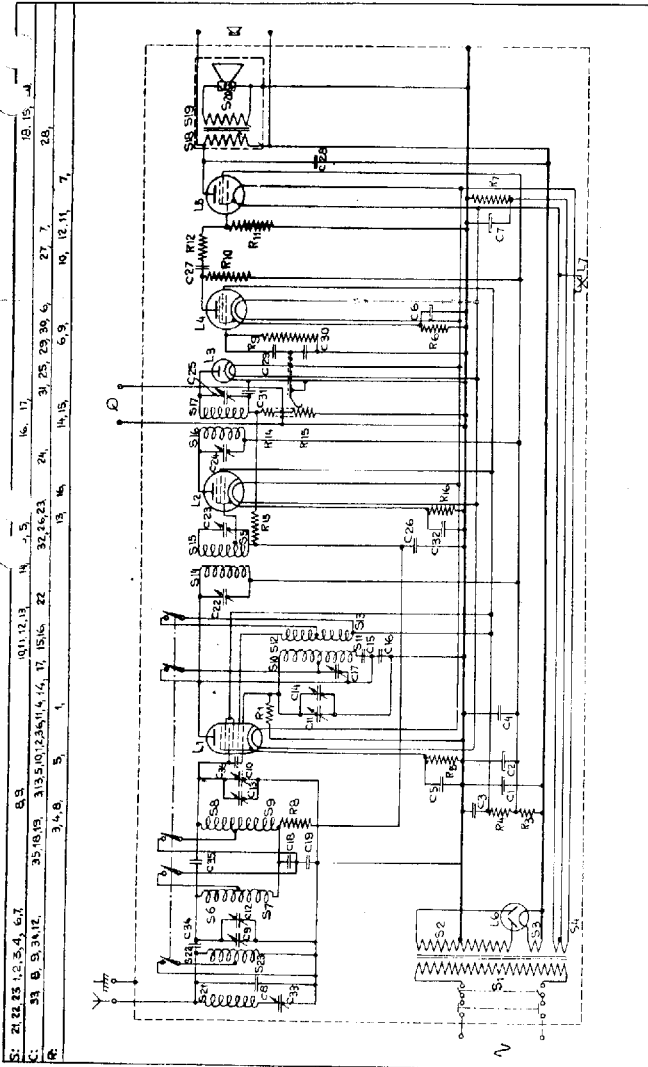 S: 21, 22, 23 1, 2, 3, 4, 6, 7, 8, 9, 10, 11, 12, 13 14, 5, 16, 17, 18, 19,
C: 33 8, 9, 34, 12, 35, 18, 19, 3, 13, 5, 10, 1, 2, 36, 11, 4, 14, 17, 15, 16, 22 32, 26, 23, 24, 31, 25, 29, 30, 6, 27 7, 28,
R: 3, 4, 8, 5, 1, 13, 16, 14, 15, 6, 9, 10, 12, 11, 7,
S21
C8
C33
S22
S23
C34
C9
C12
S6
S7
C35
C18
C19
S8
S9
R8
C13
C10
C36
L1
R1
C11
C14
S10
S12
S11
C15
C17
C16
S13
C22
S14
S15
S5
C23
R13
L2
C24
S16
S17
C25
C31
R14
R15
L3
R9
C29
C30
L4
C27
R12
R10
R11
L5
S18 S19
S20
C28
C26
C32
R16
R6
C6
C7
R7
L7
C5
R5
C3
C1
C2
C4
R4
R3
S1
S2
S3
S4
L6